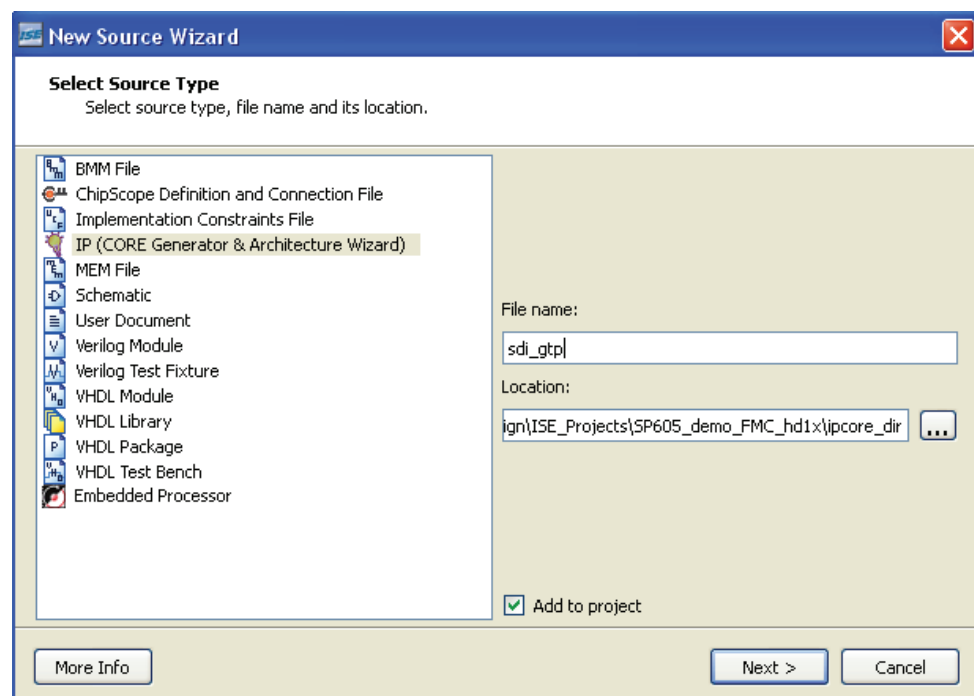 ISE New Source Wizard
Select Source Type
Select source type, file name and its location.
BMM File
ChipScope Definition and Connection File
Implementation Constraints File
IP (CORE Generator & Architecture Wizard)
MEM File
Schematic
User Document
Verilog Module
Verilog Test Fixture
VHDL Module
VHDL Library
VHDL Package
VHDL Test Bench
Embedded Processor
File name:
sdi_gtp
Location:
ign\ISE_Projects\SP605_demo_FMC_hd1x\ipcore_dir ...
Add to project
More Info
Next >
Cancel